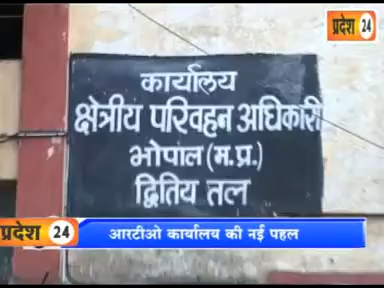 प्रदेश 24
कार्यालय
क्षेत्रीय परिवहन अधिकारी
भोपाल (म.प्र.)
द्वितिय तल
प्रदेश 24
आरटीओ कार्यालय की नई पहल